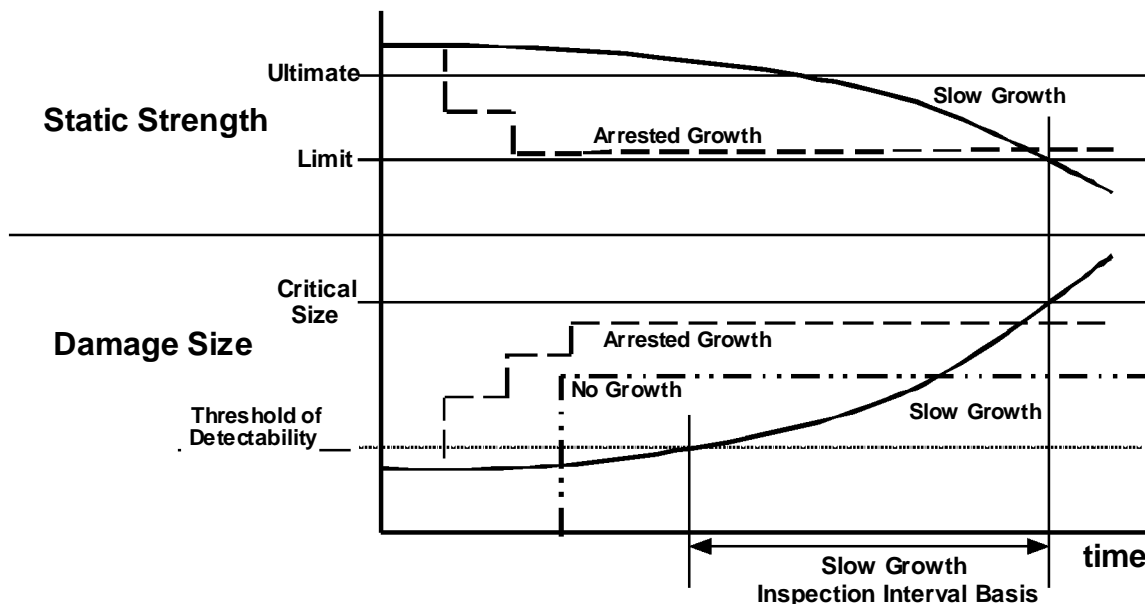 Ultimate
Slow Growth
Static Strength
Arrested Growth
Limit
Critical
Size
Damage Size
Arrested Growth
No Growth
Slow Growth
Threshold of
Detectability
time
Slow Growth
Inspection Interval Basis